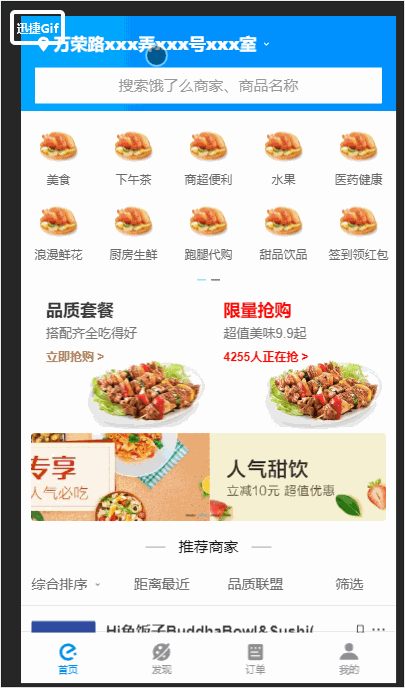 迅捷Gif
万荣路xxx弄xxx号xxx室
搜索饿了么商家、商品名称
美食 下午茶 商超便利 水果 医药健康
浪漫鲜花 厨房生鲜 跑腿代购 甜品饮品 签到领红包
品质套餐 限量抢购
搭配齐全吃得好 超值美味9.9起
立即抢购 > 4255人正在抢 >
专享 人气甜饮
人气必吃 立减10元 超值优惠
推荐商家
综合排序 距离最近 品质联盟 筛选
Hi鱼饭子BuddhaBowl&Sushi(
首页 发现 订单 我的